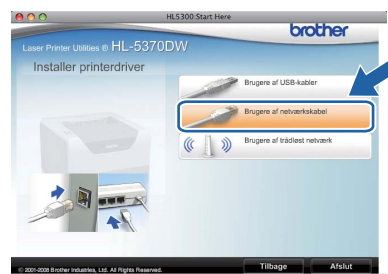 HL5300:Start Here
brother
Laser Printer Utilities ® HL-5370DW
Installer printerdriver
Brugere af USB-kabler
Brugere af netværkskabel
Brugere af trådløst netværk
© 2001-2008 Brother Industries, Ltd. All Rights Reserved.
Tilbage
Afslut